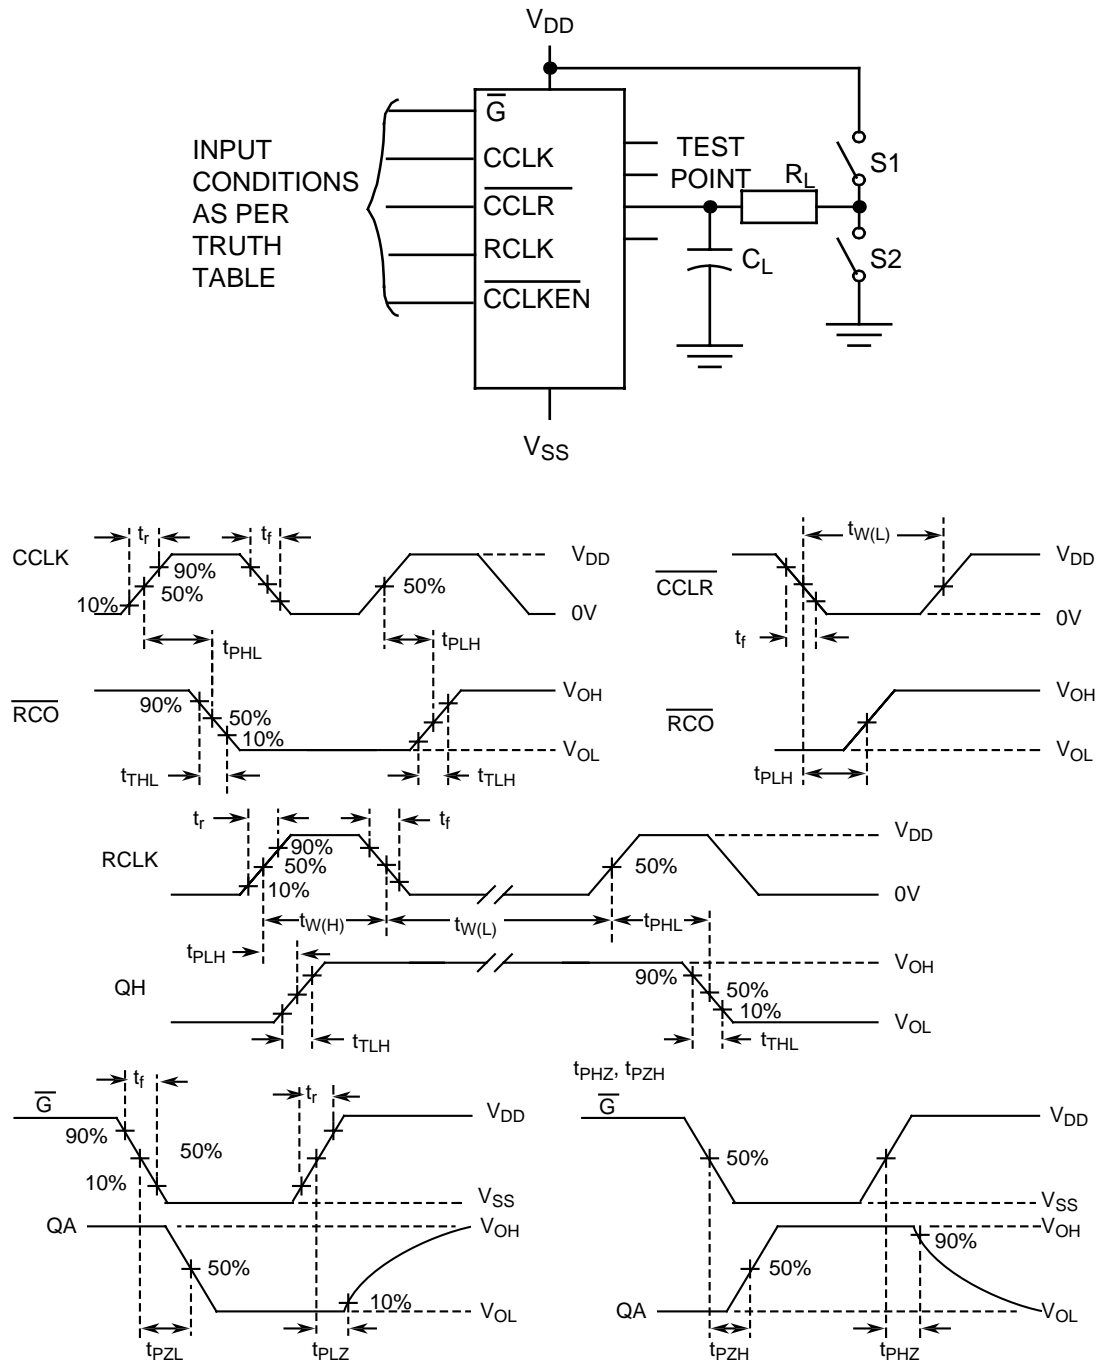 VDD
G
CCLK
CCLR
RCLK
CCLKEN
INPUT
CONDITIONS
AS PER
TRUTH
TABLE
TEST
POINT
RL
S1
CL
S2
VSS
CCLK
tr
tf
90%
50%
10%
50%
VDD
0V
tPHL
tPLH
RCO
90%
50%
10%
VOH
VOL
tTHL
tTLH
CCLR
tW(L)
VDD
0V
tf
RCO
VOH
VOL
tPLH
RCLK
tr
tf
90%
50%
10%
50%
VDD
0V
tW(H)
tW(L)
tPHL
tPLH
QH
90%
50%
10%
VOH
VOL
tTLH
tTHL
G
tf
tr
90%
50%
10%
VDD
VSS
QA
50%
10%
VOH
VOL
tPZL
tPLZ
tPHZ, tPZH
G
50%
VDD
VSS
QA
50%
90%
VOH
VOL
tPZH
tPHZ